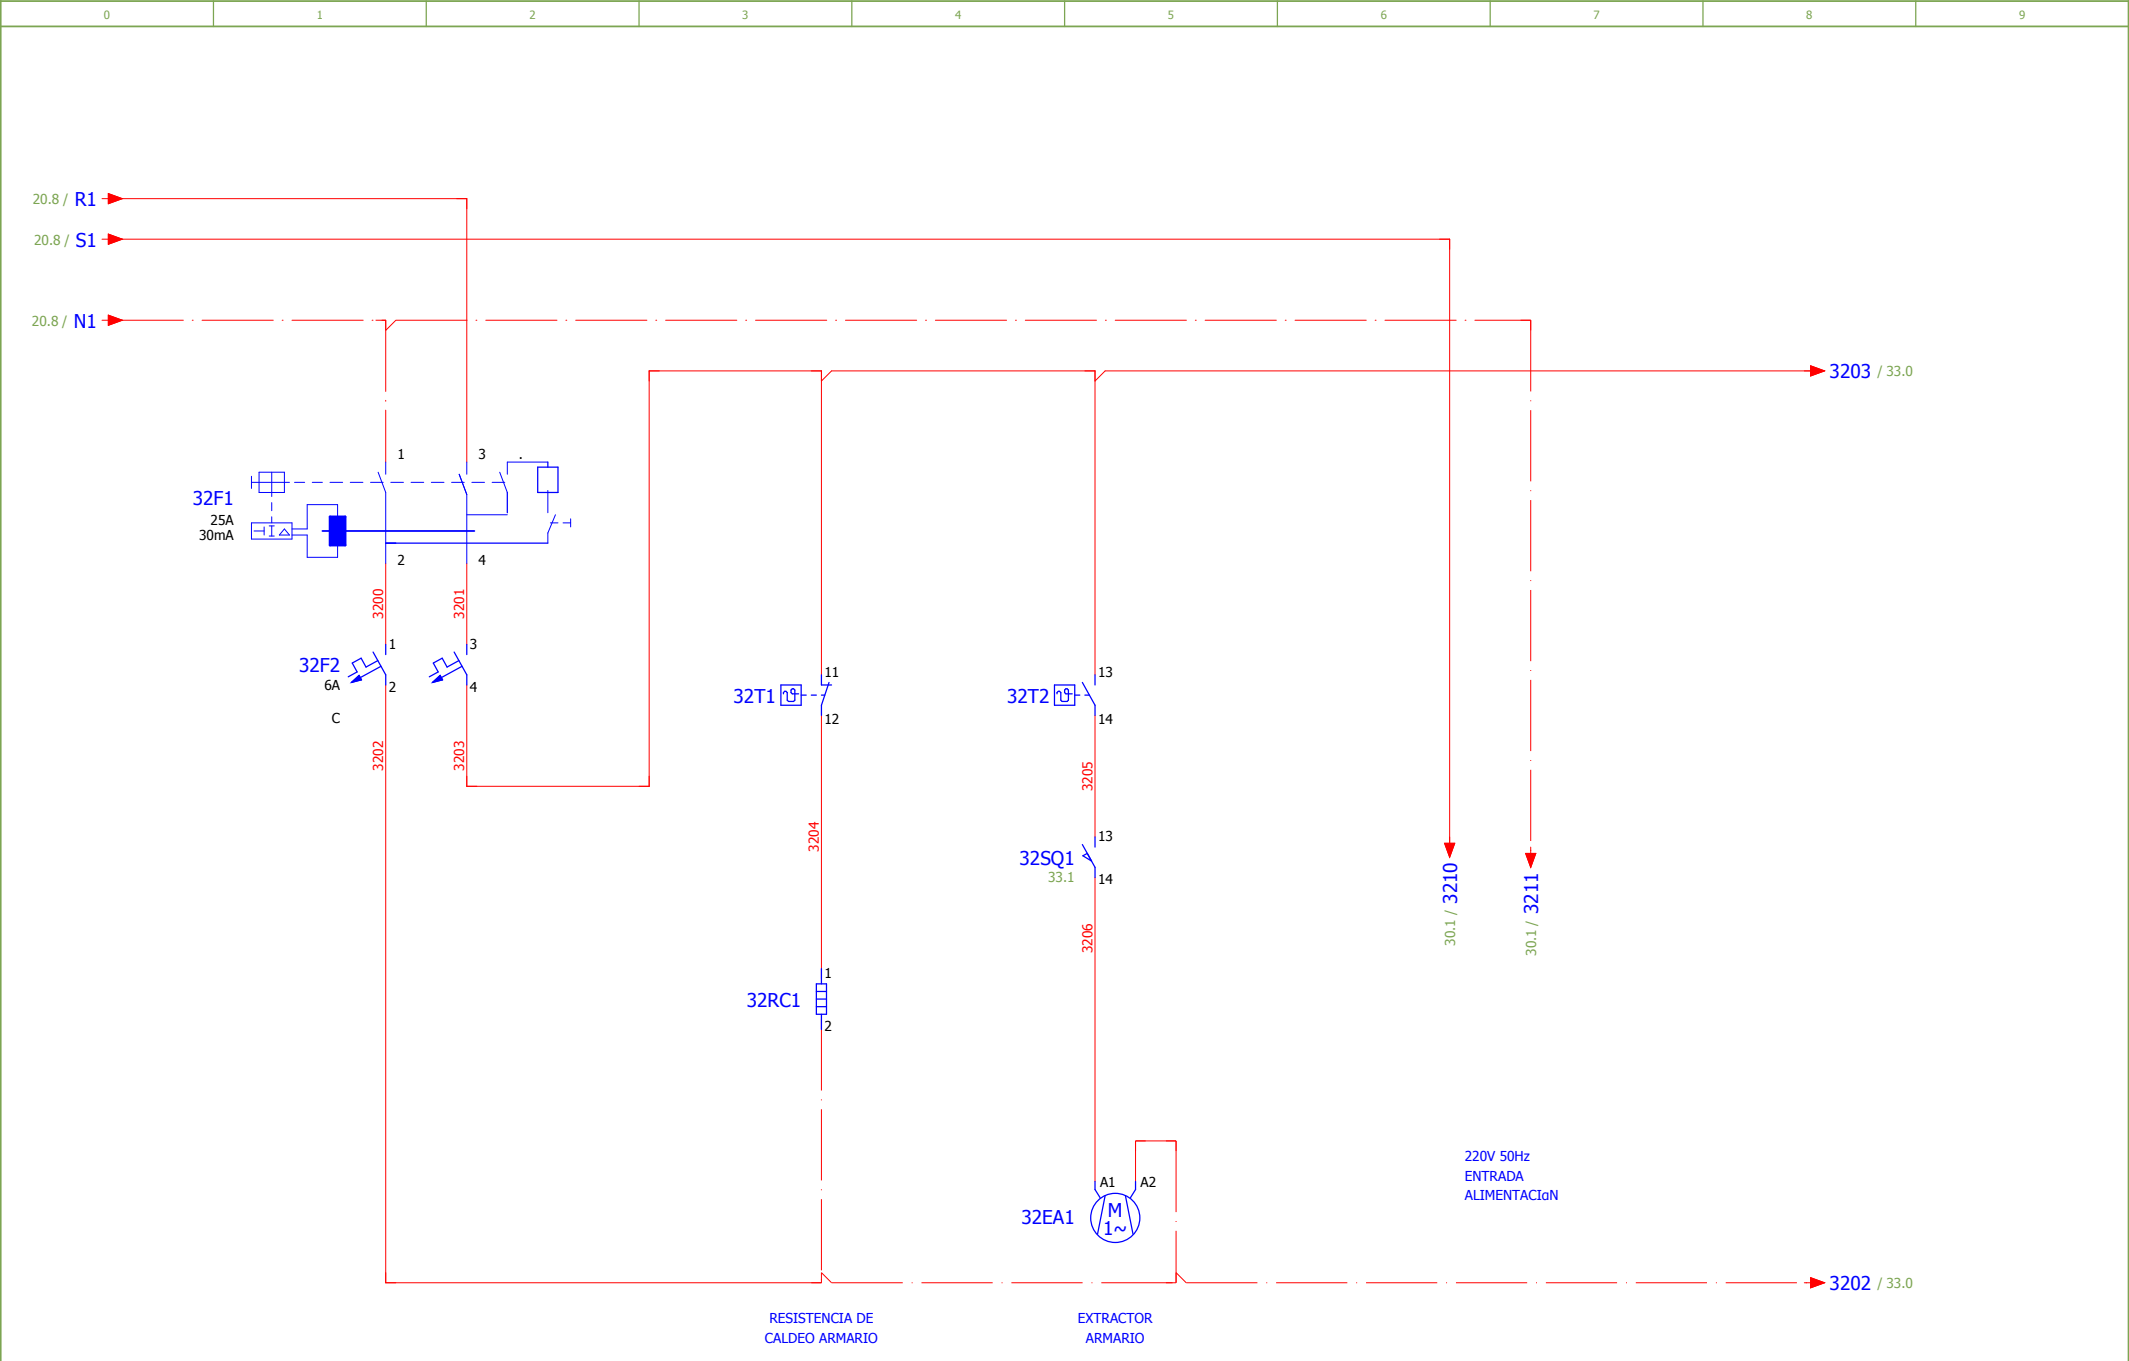 0 1 2 3 4 5 6 7 8 9
20.8 / R1
20.8 / S1
20.8 / N1
3203 / 33.0
1 3 .
32F1
25A
30mA
2 4
3200 3201
1 3
32F2
6A
2 4
C
3202 3203
11
32T1
12
13
32T2
14
3205
3204
13
32SQ1
33.1
14
3206
30.1 / 3210
30.1 / 3211
1
32RC1
2
A1 A2
32EA1
M
1~
220V 50Hz
ENTRADA
ALIMENTACIαN
3202 / 33.0
RESISTENCIA DE
CALDEO ARMARIO
EXTRACTOR
ARMARIO